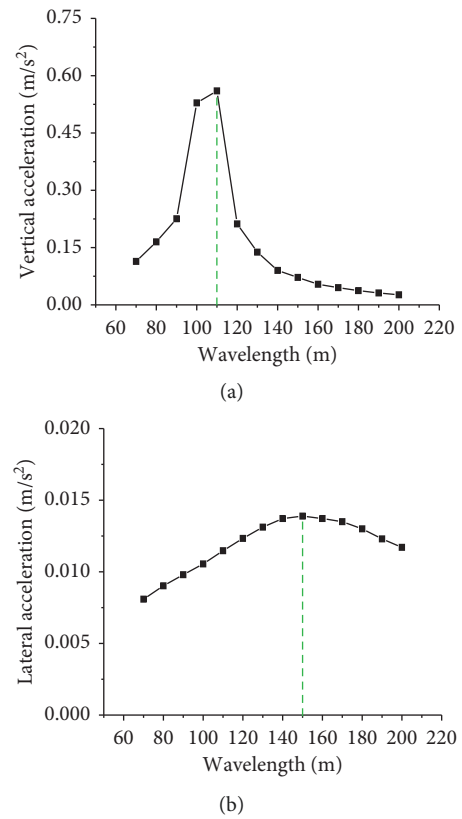 0.75
0.60
0.45
0.30
0.15
0.00
Vertical acceleration (m/s²)
60 80 100 120 140 160 180 200 220
Wavelength (m)
(a)
0.020
0.015
0.010
0.005
0.000
Lateral acceleration (m/s²)
60 80 100 120 140 160 180 200 220
Wavelength (m)
(b)